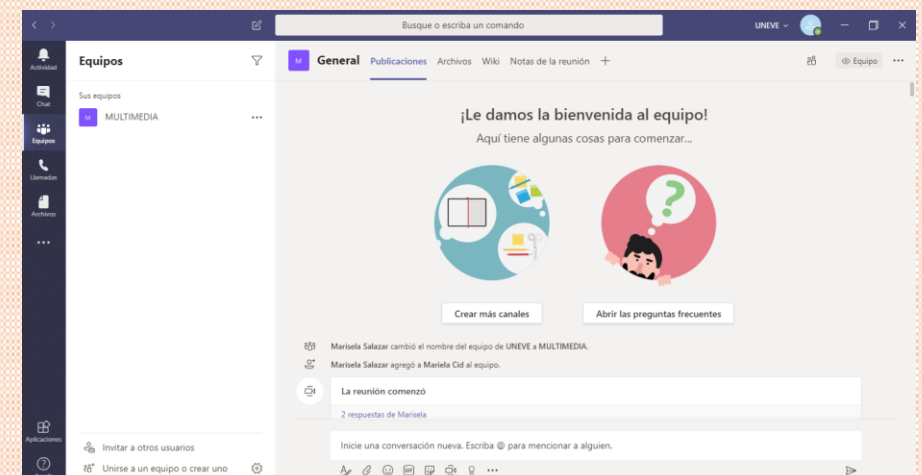 Busque o escriba un comando
UNEVE
Actividad
Chat
Equipos
Llamadas
Archivos
Aplicaciones
Equipos
Sus equipos
M MULTIMEDIA
Invitar a otros usuarios
Unirse a un equipo o crear uno
M General Publicaciones Archivos Wiki Notas de la reunión
Equipo
¡Le damos la bienvenida al equipo!
Aquí tiene algunas cosas para comenzar...
Crear más canales Abrir las preguntas frecuentes
Marisela Salazar cambió el nombre del equipo de UNEVE a MULTIMEDIA.
Marisela Salazar agregó a Mariela Cid al equipo.
La reunión comenzó
2 respuestas de Marisela
Inicie una conversación nueva. Escriba @ para mencionar a alguien.
GIF